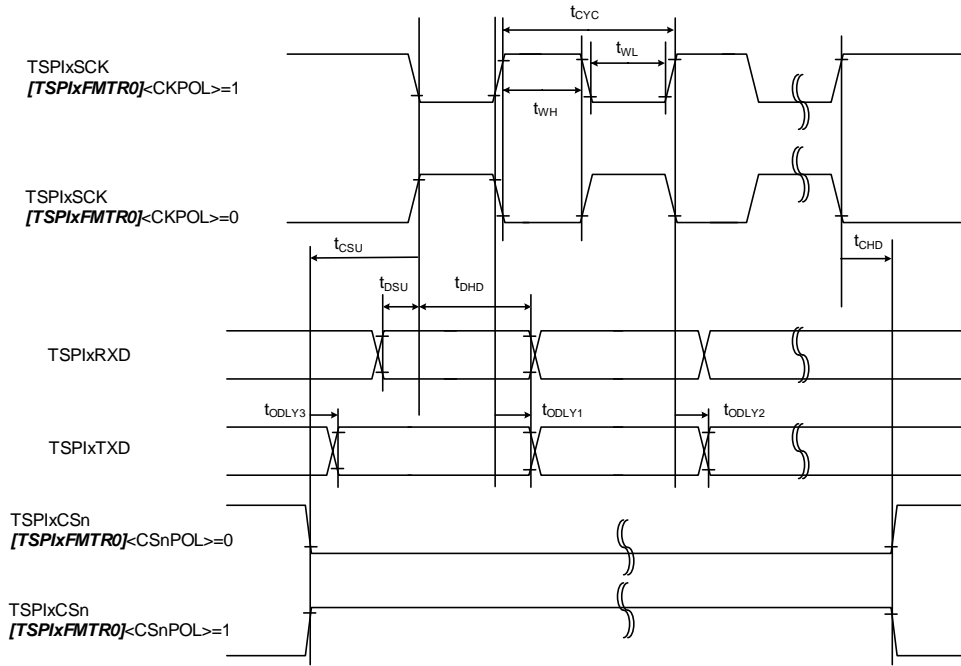 tCYC
tWL
TSPIxSCK
[TSPIxFMTR0]<CKPOL>=1
tWH
TSPIxSCK
[TSPIxFMTR0]<CKPOL>=0
tCSU
tCHD
tDSU
tDHD
TSPIxRXD
tODLY3
tODLY1
tODLY2
TSPIxTXD
TSPIxCSn
[TSPIxFMTR0]<CSnPOL>=0
TSPIxCSn
[TSPIxFMTR0]<CSnPOL>=1